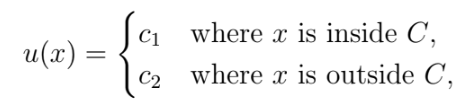 u(x) = { c₁ where x is inside C,
c₂ where x is outside C,